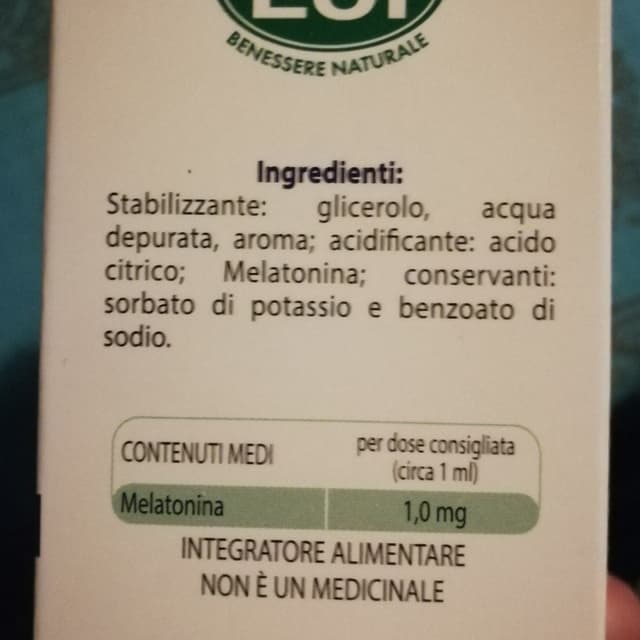 BENESSERE NATURALE
Ingredienti:
Stabilizzante: glicerolo, acqua
depurata, aroma; acidificante: acido
citrico; Melatonina; conservanti:
sorbato di potassio e benzoato di
sodio.
CONTENUTI MEDI per dose consigliata
(circa 1 ml)
Melatonina 1,0 mg
INTEGRATORE ALIMENTARE
NON È UN MEDICINALE